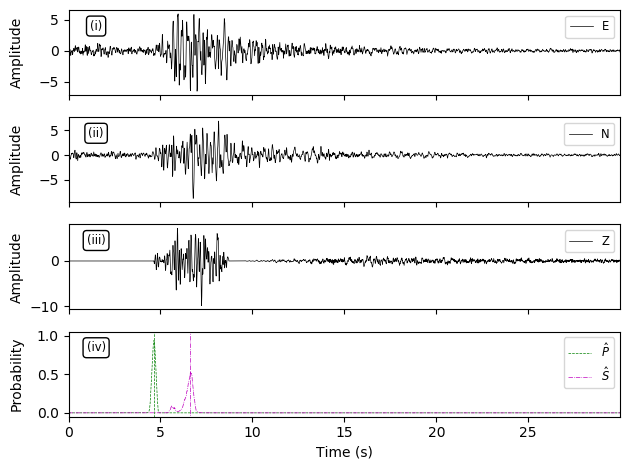 5
0
−5
Amplitude
(i)
E
5
0
−5
Amplitude
(ii)
N
0
−10
Amplitude
(iii)
Z
1.0
0.5
0.0
Probability
(iv)
P̂
Ŝ
0 5 10 15 20 25
Time (s)